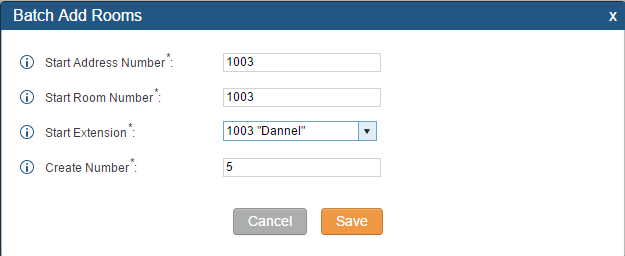 Batch Add Rooms x
Start Address Number*: 1003
Start Room Number*: 1003
Start Extension*: 1003 "Dannel"
Create Number*: 5
Cancel Save